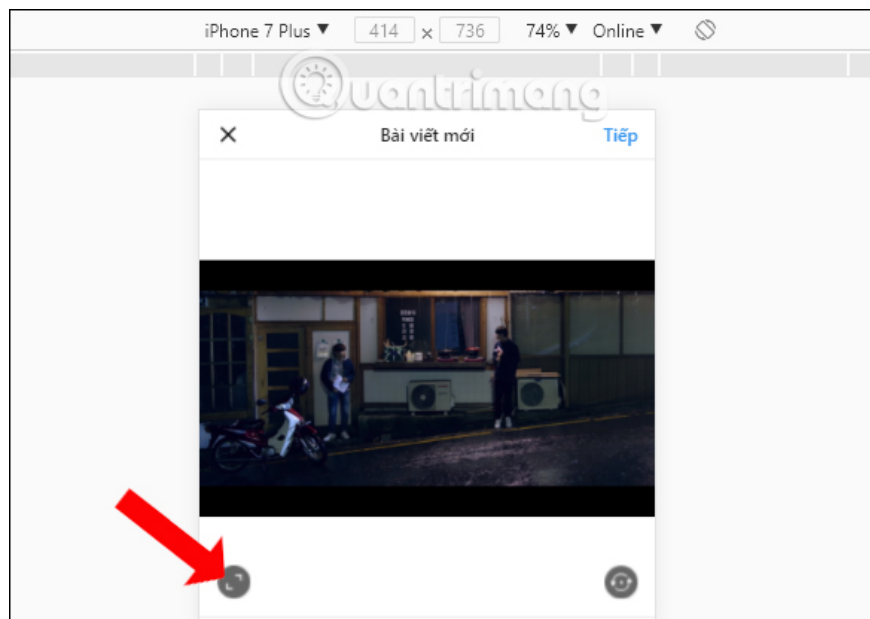 iPhone 7 Plus ▼ 414 x 736 74% ▼ Online ▼
Quantrimang
Bài viết mới Tiếp